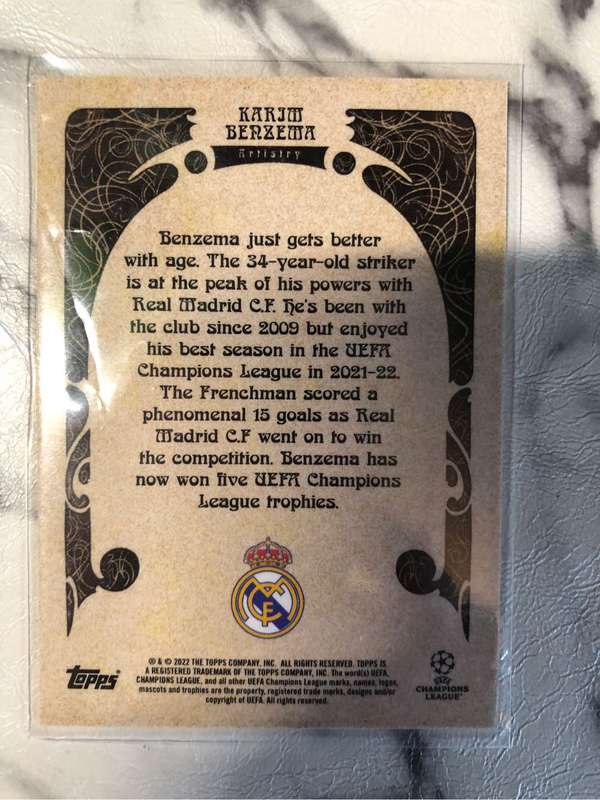 KARIM
BENZEMA
Artistry
Benzema just gets better
with age. The 34-year-old striker
is at the peak of his powers with
Real Madrid C.F. He's been with
the club since 2009 but enjoyed
his best season in the UEFA
Champions League in 2021-22.
The Frenchman scored a
phenomenal 15 goals as Real
Madrid C.F went on to win
the competition. Benzema has
now won five UEFA Champions
League trophies.
® & © 2022 THE TOPPS COMPANY, INC. ALL RIGHTS RESERVED. TOPPS IS
A REGISTERED TRADEMARK OF THE TOPPS COMPANY, INC. The word(s) UEFA,
CHAMPIONS LEAGUE, and all other UEFA Champions League marks, names, logos,
mascots and trophies are the property, registered trade marks, designs and/or
copyright of UEFA. All rights reserved.
topps®
UEFA
CHAMPIONS
LEAGUE®